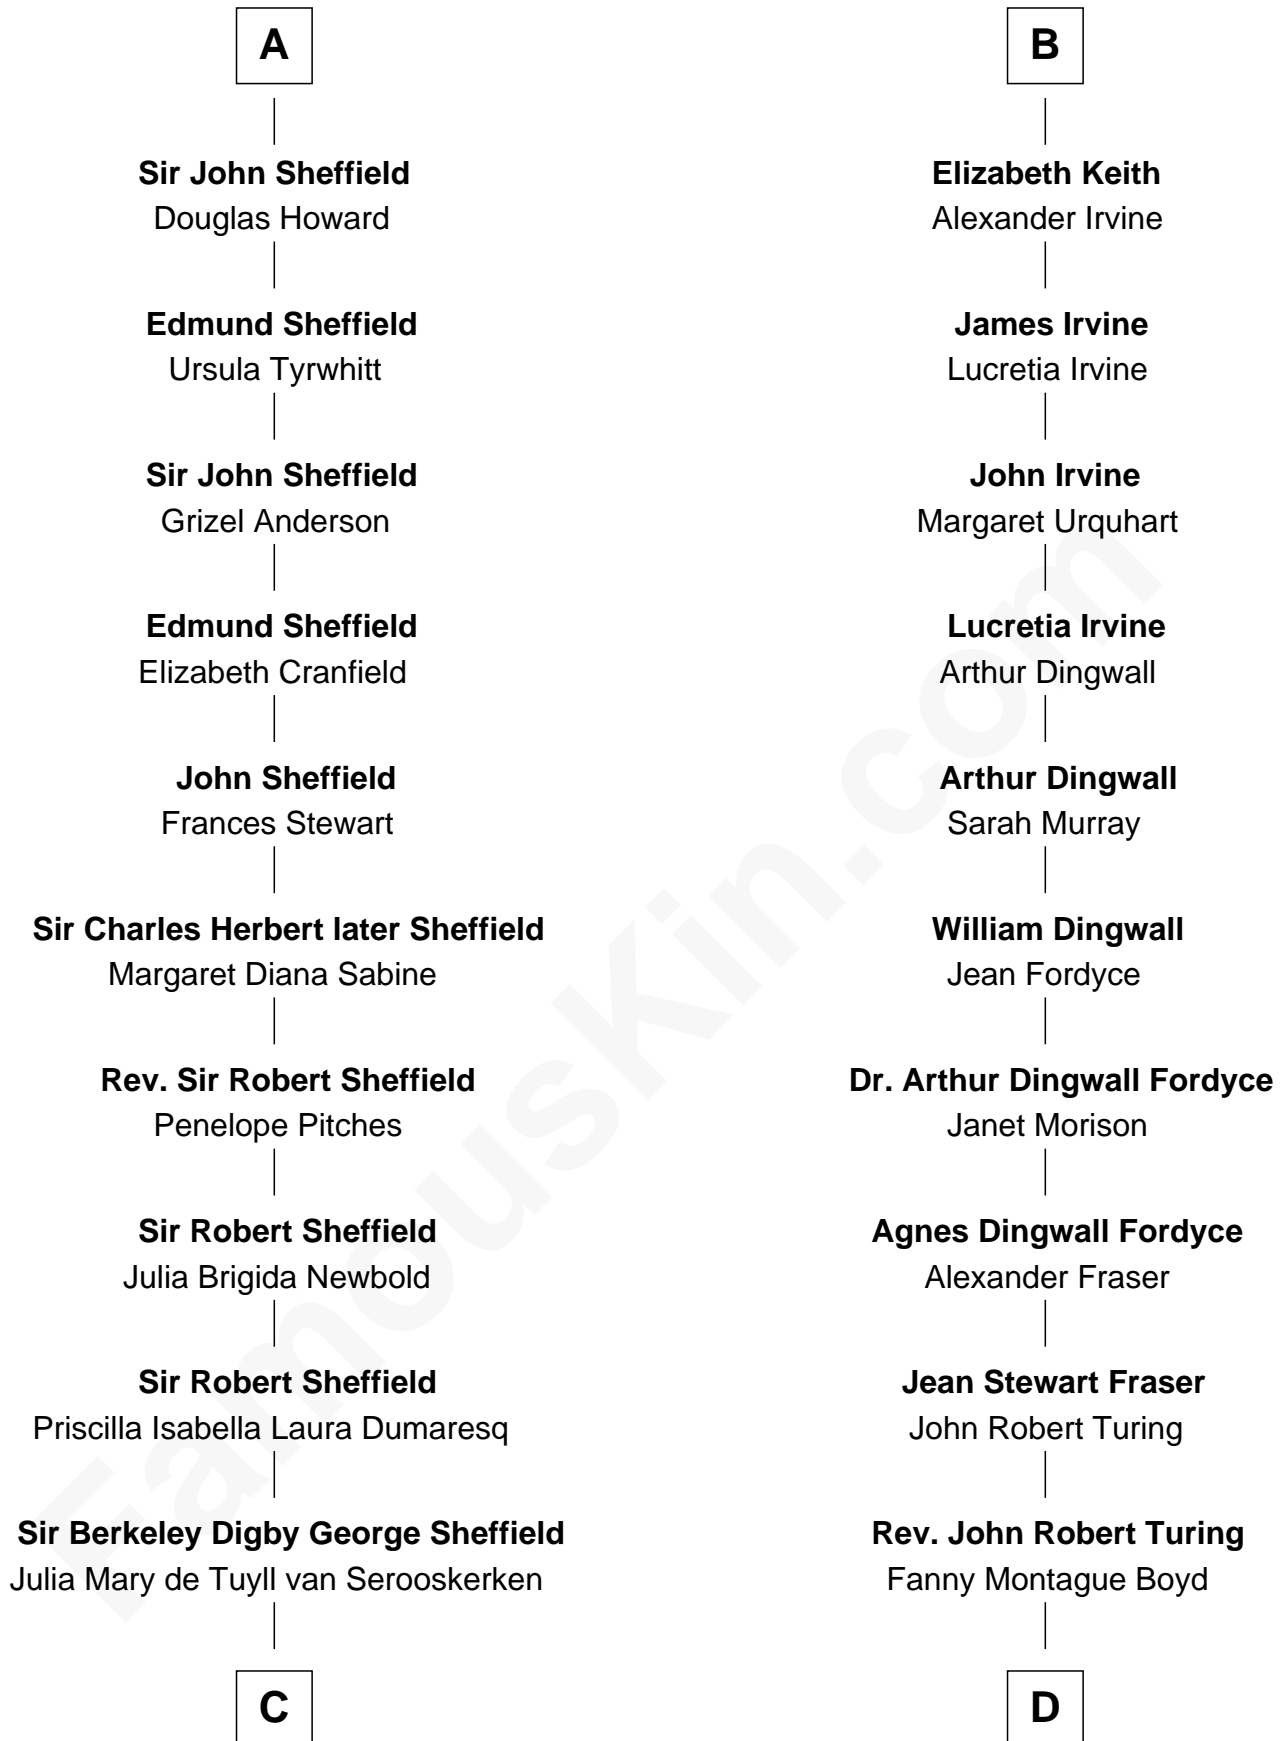 A
Sir John Sheffield
Douglas Howard
Edmund Sheffield
Ursula Tyrwhitt
Sir John Sheffield
Grizel Anderson
Edmund Sheffield
Elizabeth Cranfield
John Sheffield
Frances Stewart
Sir Charles Herbert later Sheffield
Margaret Diana Sabine
Rev. Sir Robert Sheffield
Penelope Pitches
Sir Robert Sheffield
Julia Brigida Newbold
Sir Robert Sheffield
Priscilla Isabella Laura Dumaresq
Sir Berkeley Digby George Sheffield
Julia Mary de Tuyll van Serooskerken
C
B
Elizabeth Keith
Alexander Irvine
James Irvine
Lucretia Irvine
John Irvine
Margaret Urquhart
Lucretia Irvine
Arthur Dingwall
Arthur Dingwall
Sarah Murray
William Dingwall
Jean Fordyce
Dr. Arthur Dingwall Fordyce
Janet Morison
Agnes Dingwall Fordyce
Alexander Fraser
Jean Stewart Fraser
John Robert Turing
Rev. John Robert Turing
Fanny Montague Boyd
D
FamousKin.com